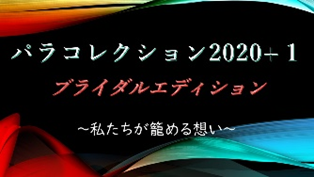 パラコレクション2020+1
ブライダルエディション
～私たちが籠める想い～